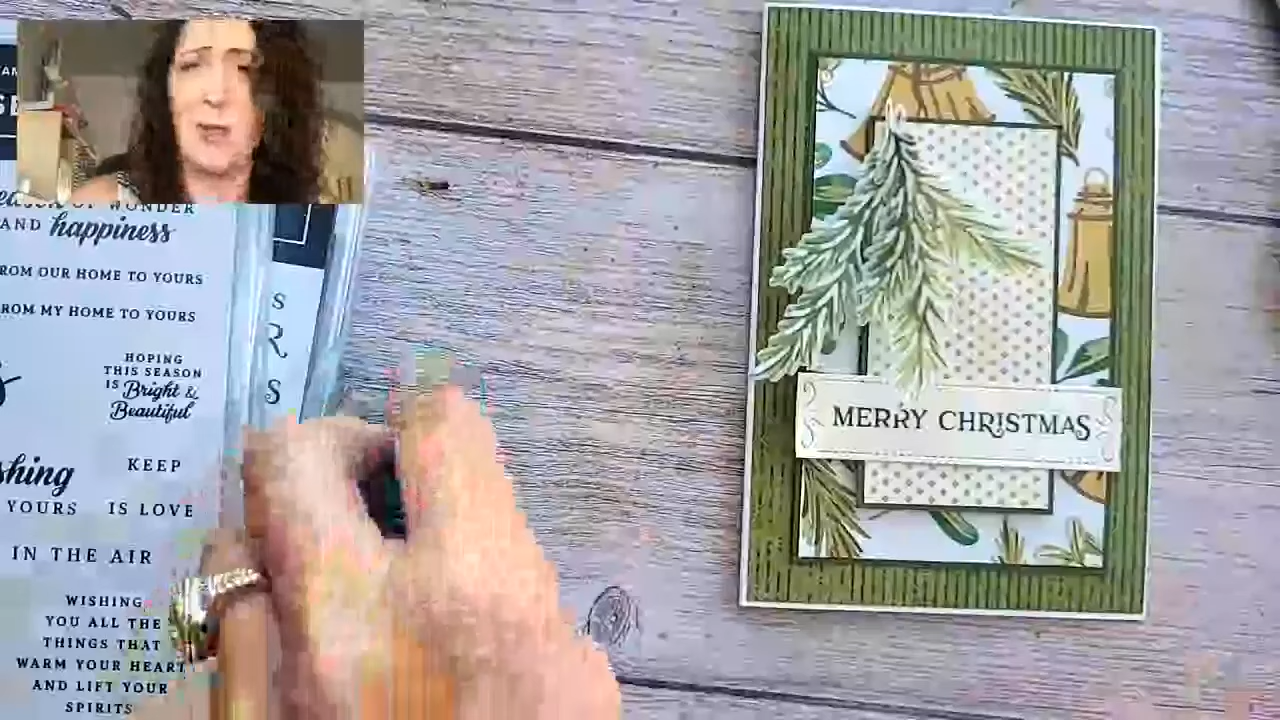 AND happiness
ROM OUR HOME TO YOURS
ROM MY HOME TO YOURS
HOPING
THIS SEASON
IS Bright &
Beautiful
shing
KEEP
YOURS
IS LOVE
IN THE AIR
WISHING
YOU ALL THE
THINGS THAT
WARM YOUR HEART
AND LIFT YOUR
SPIRITS
S
R
S
MERRY CHRISTMAS